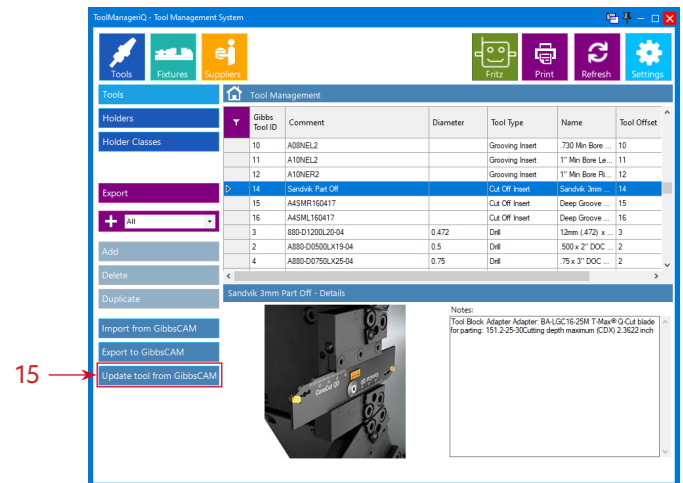 ToolManageriQ - Tool Management System
Tools
Fixtures
Suppliers
Fritz
Print
Refresh
Settings
Tools
Tool Management
Holders
Holder Classes
Export
All
Add
Delete
Duplicate
Import from GibbsCAM
Export to GibbsCAM
15
Update tool from GibbsCAM
Gibbs Tool ID Comment Diameter Tool Type Name Tool Offset
10 A08NEL2 Grooving Insert .730 Min Bore ... 10
11 A10NEL2 Grooving Insert 1" Min Bore Le... 11
12 A10NER2 Grooving Insert 1" Min Bore Ri... 12
14 Sandvik Part Off Cut Off Insert Sandvik 3mm ... 14
15 A4SMR160417 Cut Off Insert Deep Groove ... 15
16 A4SML160417 Cut Off Insert Deep Groove ... 16
3 880-D1200L20-04 0.472 Drill 12mm (.472) x ... 3
2 A880-D0500LX19-04 0.5 Drill .500 x 2" DOC ... 2
4 A880-D0750LX25-04 0.75 Drill .75 x 3" DOC ... 4
Sandvik 3mm Part Off - Details
CoroCut QD
Notes:
Tool Block Adapter Adapter: BA-LGC16-25M T-Max® Q-Cut blade
for parting: 151.2-25-30Cutting depth maximum (CDX) 2.3622 inch